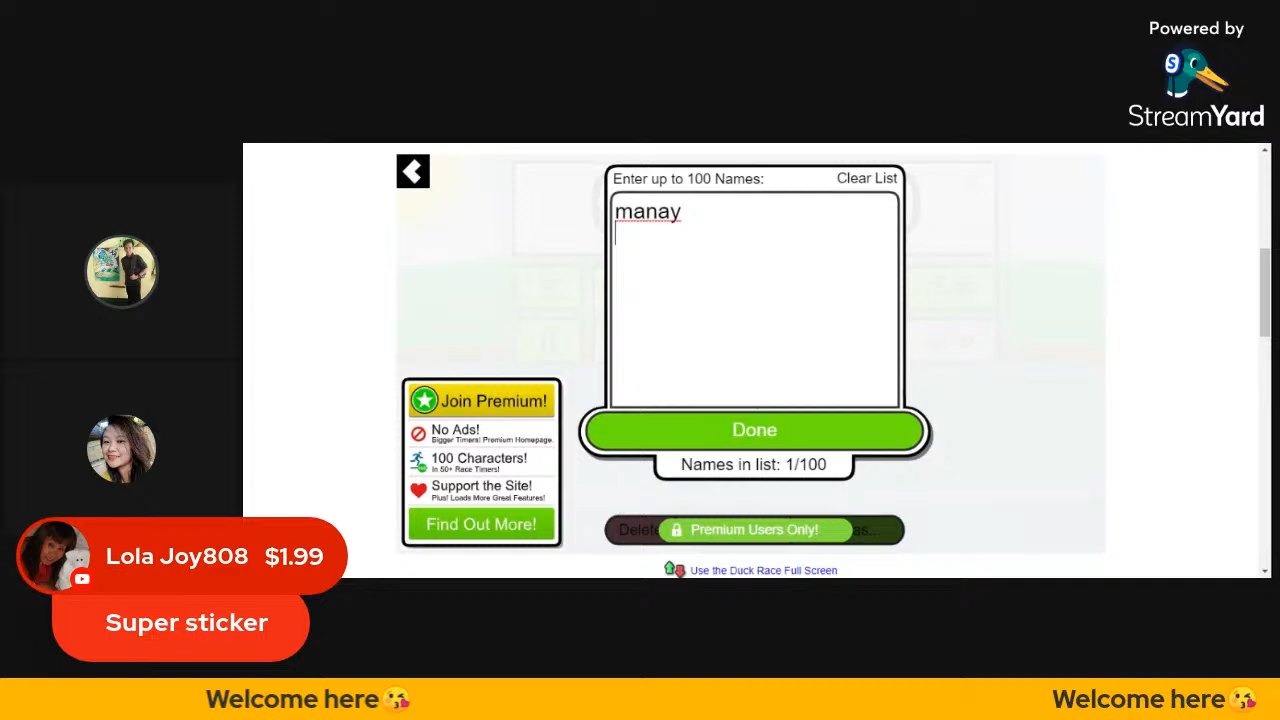 Powered by
StreamYard
Enter up to 100 Names:
Clear List
manay
Join Premium!
No Ads!
Bigger Timers! Premium Homepage.
100 Characters!
In 50+ Race Timers!
Support the Site!
Plus! Loads More Great Features!
Find Out More!
Done
Names in list: 1/100
Premium Users Only!
Use the Duck Race Full Screen
Lola Joy808 $1.99
Super sticker
Welcome here😘
Welcome here😘